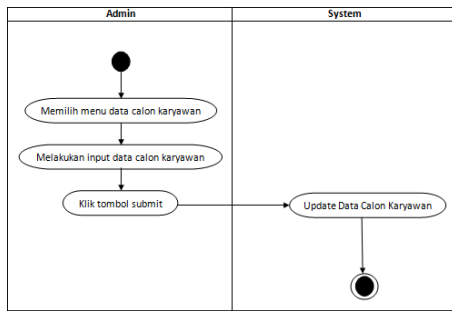 Admin
System
Memilih menu data calon karyawan
Melakukan input data calon karyawan
Klik tombol submit
Update Data Calon Karyawan